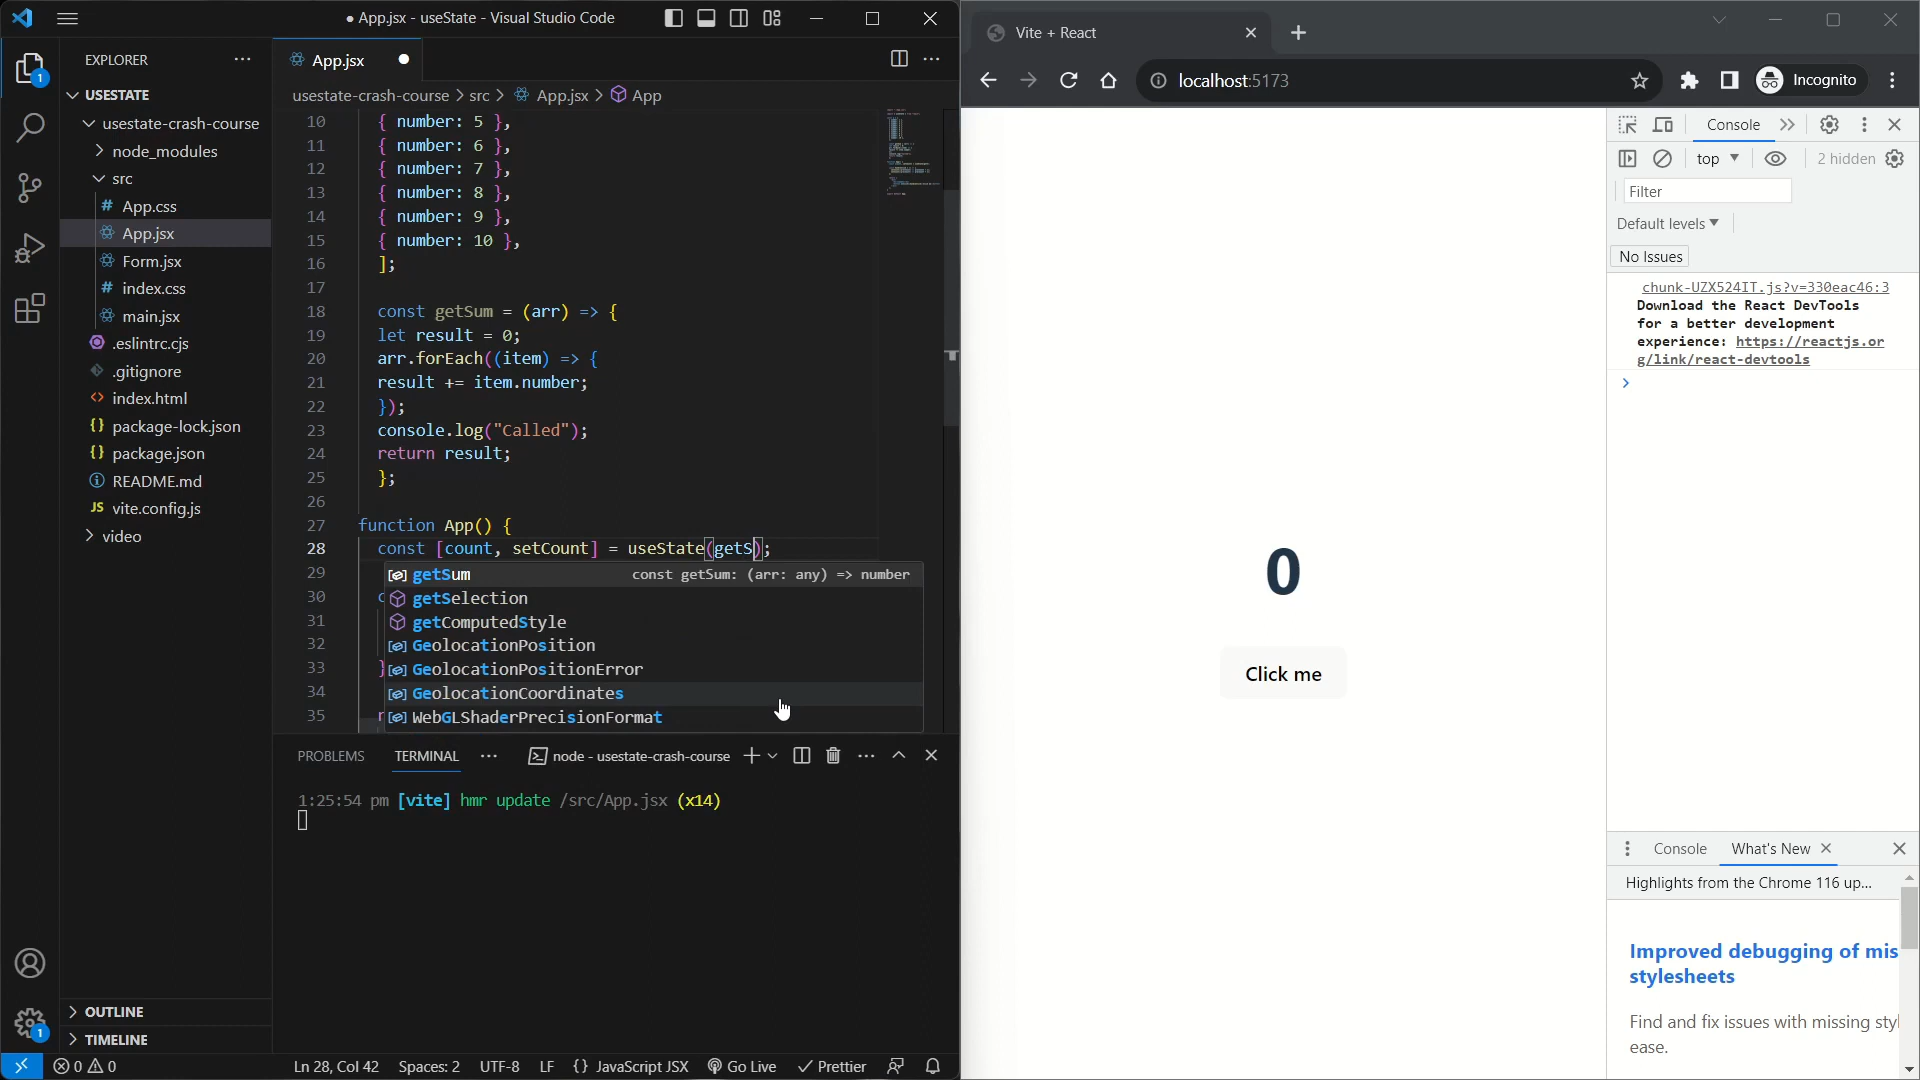 ● App.jsx - useState - Visual Studio Code
EXPLORER
USESTATE
usestate-crash-course
node_modules
src
# App.css
App.jsx
Form.jsx
# index.css
main.jsx
.eslintrc.cjs
.gitignore
<> index.html
{} package-lock.json
{} package.json
README.md
JS vite.config.js
video
OUTLINE
TIMELINE
1
1
App.jsx
usestate-crash-course > src > App.jsx > App
10 { number: 5 },
11 { number: 6 },
12 { number: 7 },
13 { number: 8 },
14 { number: 9 },
15 { number: 10 },
16 ];
17
18 const getSum = (arr) => {
19 let result = 0;
20 arr.forEach((item) => {
21 result += item.number;
22 });
23 console.log("Called");
24 return result;
25 };
26
27 function App() {
28 const [count, setCount] = useState(getS);
29
30 c
31
32
33 }
34
35 r
getSum const getSum: (arr: any) => number
getSelection
getComputedStyle
GeolocationPosition
GeolocationPositionError
GeolocationCoordinates
WebGLShaderPrecisionFormat
PROBLEMS
TERMINAL
node - usestate-crash-course
1:25:54 pm [vite] hmr update /src/App.jsx (x14)
0 0
Ln 28, Col 42
Spaces: 2
UTF-8
LF
{} JavaScript JSX
Go Live
Prettier
Vite + React
localhost:5173
Incognito
0
Click me
Console
top
2 hidden
Filter
Default levels
No Issues
chunk-UZX524IT.js?v=330eac46:3
Download the React DevTools
for a better development
experience: https://reactjs.or
g/link/react-devtools
Console
What's New
Highlights from the Chrome 116 up...
Improved debugging of mis
stylesheets
Find and fix issues with missing sty
ease.